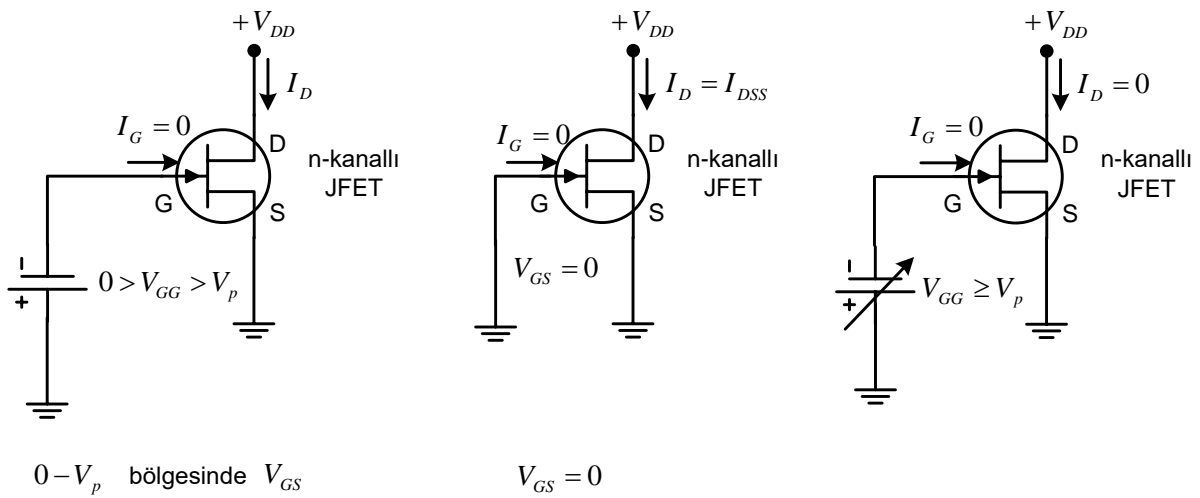 +V_DD
I_D
I_G = 0
D
G
S
n-kanallı
JFET
-
+
0 > V_GG > V_p
0 – V_p bölgesinde V_GS
+V_DD
I_D = I_DSS
I_G = 0
D
G
S
n-kanallı
JFET
V_GS = 0
V_GS = 0
+V_DD
I_D = 0
I_G = 0
D
G
S
n-kanallı
JFET
-
+
V_GG ≥ V_p